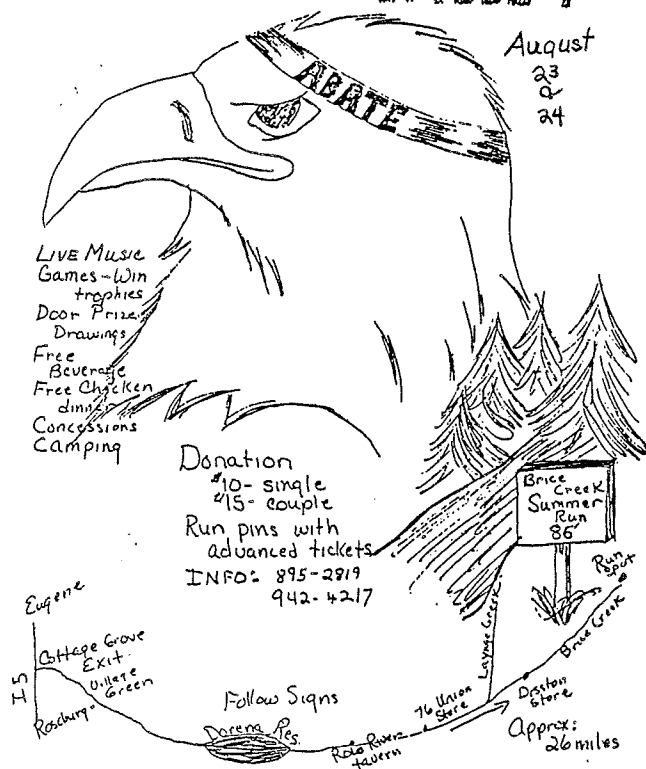 August
23
&
24
ABATE
LIVE Music
Games - Win
trophies
Door Prize
Drawings
Free
Beverage
Free Chicken
dinner
Concessions
Camping
Donation
$10- single
$15- couple
Run pins with
advanced tickets
INFO: 895-2819
942-4217
Brice
Creek
Summer
Run
86
Eugene
I5
Cottage Grove
Exit
Village
Green
Roseburg
Follow Signs
Dorena Res.
Tavern
76 Union
Store
Layng Creek
Disston
Store
Brice Creek
Run
Spot
Approx:
26 miles